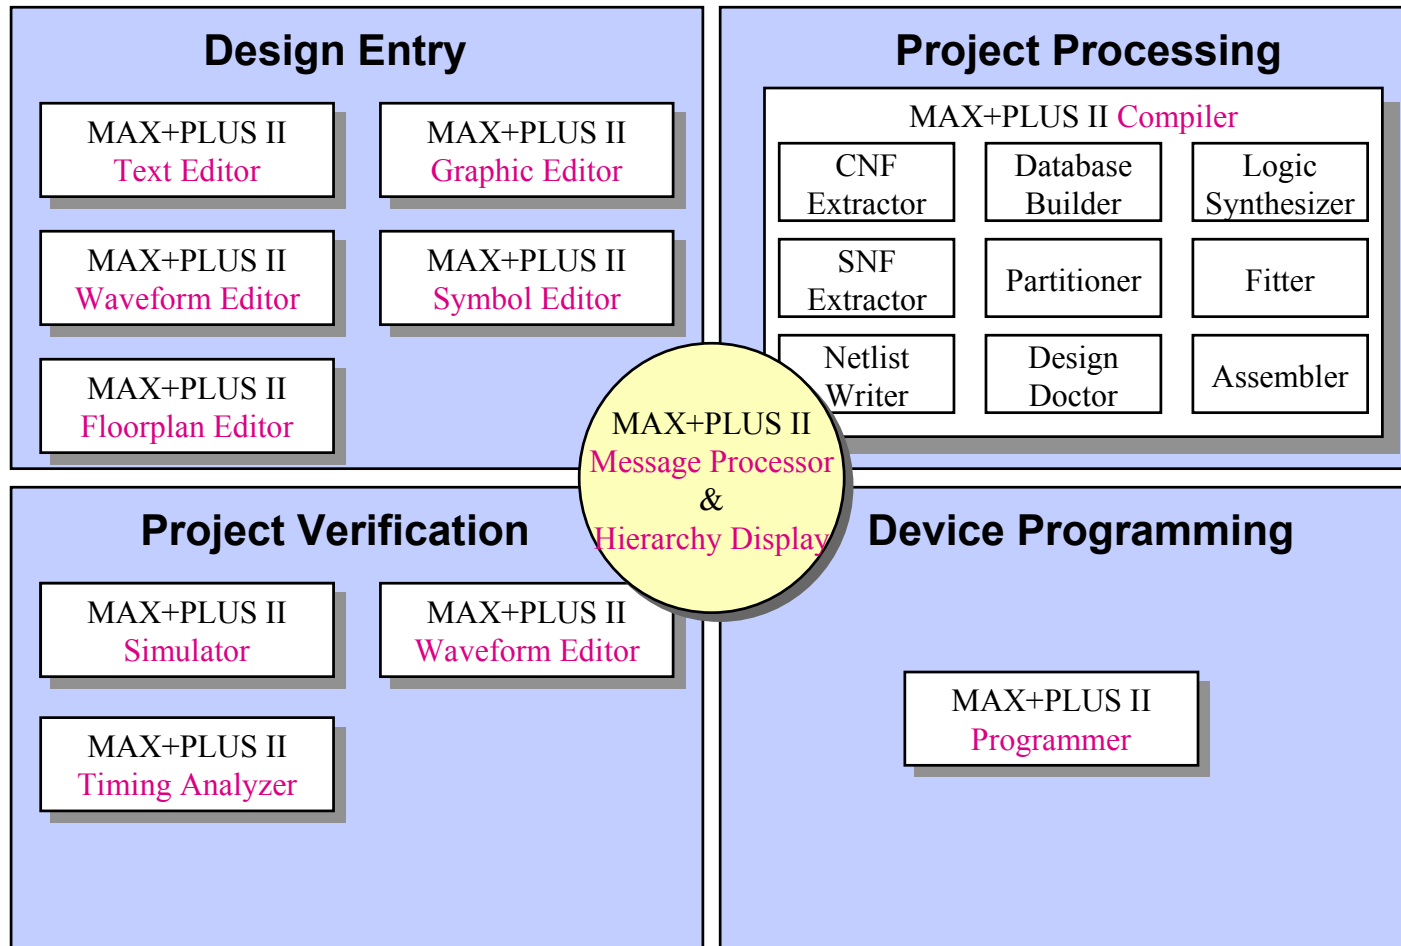 Design Entry
MAX+PLUS II
Text Editor
MAX+PLUS II
Graphic Editor
MAX+PLUS II
Waveform Editor
MAX+PLUS II
Symbol Editor
MAX+PLUS II
Floorplan Editor
Project Processing
MAX+PLUS II Compiler
CNF
Extractor
Database
Builder
Logic
Synthesizer
SNF
Extractor
Partitioner
Fitter
Netlist
Writer
Design
Doctor
Assembler
MAX+PLUS II
Message Processor
&
Hierarchy Display
Project Verification
MAX+PLUS II
Simulator
MAX+PLUS II
Waveform Editor
MAX+PLUS II
Timing Analyzer
Device Programming
MAX+PLUS II
Programmer